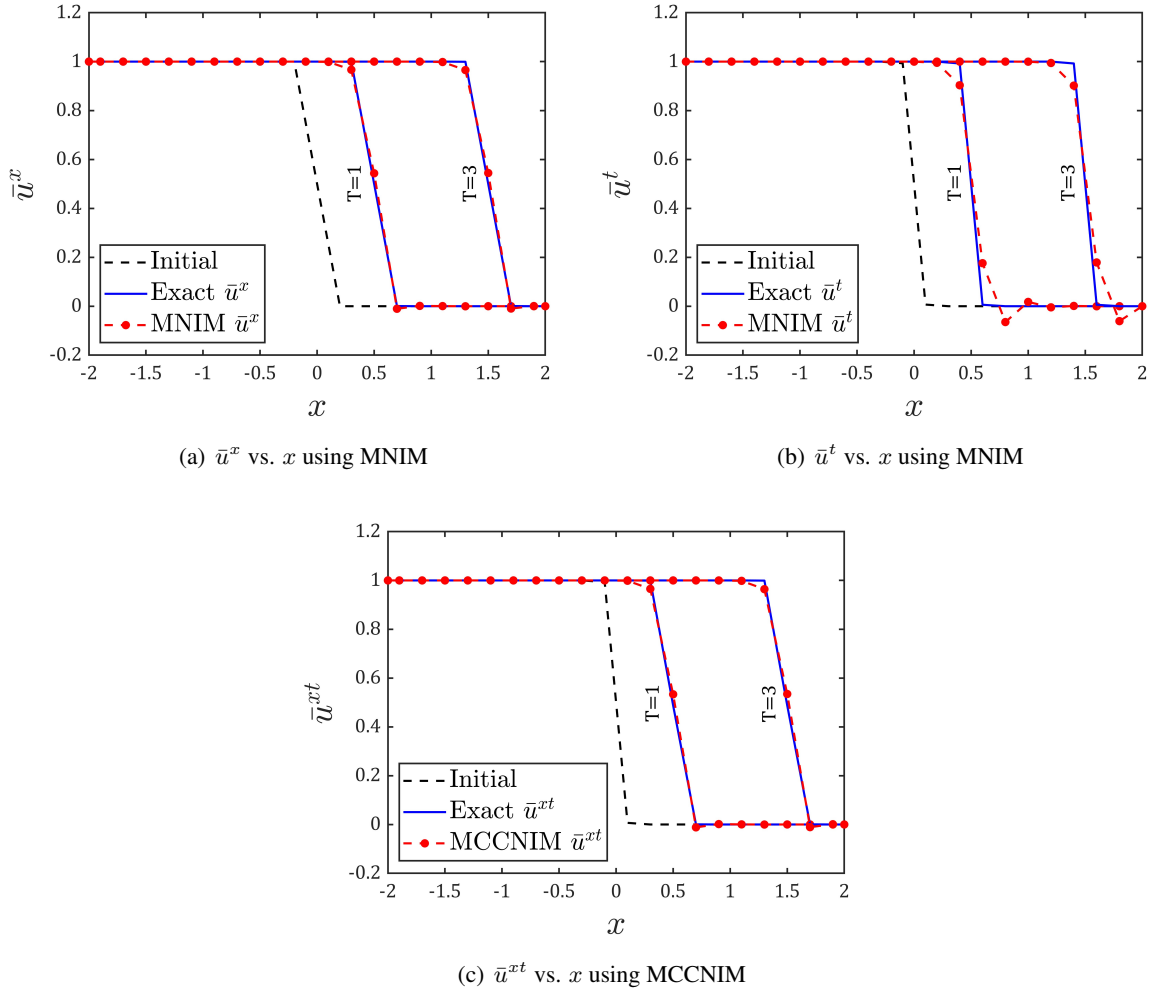 1.2
1
0.8
0.6
0.4
0.2
0
-0.2
-2 -1.5 -1 -0.5 0 0.5 1 1.5 2
x
ū^x
T=1
T=3
Initial
Exact ū^x
MNIM ū^x
(a) ū^x vs. x using MNIM
1.2
1
0.8
0.6
0.4
0.2
0
-0.2
-2 -1.5 -1 -0.5 0 0.5 1 1.5 2
x
ū^t
T=1
T=3
Initial
Exact ū^t
MNIM ū^t
(b) ū^t vs. x using MNIM
1.2
1
0.8
0.6
0.4
0.2
0
-0.2
-2 -1.5 -1 -0.5 0 0.5 1 1.5 2
x
ū^{xt}
T=1
T=3
Initial
Exact ū^{xt}
MCCNIM ū^{xt}
(c) ū^{xt} vs. x using MCCNIM